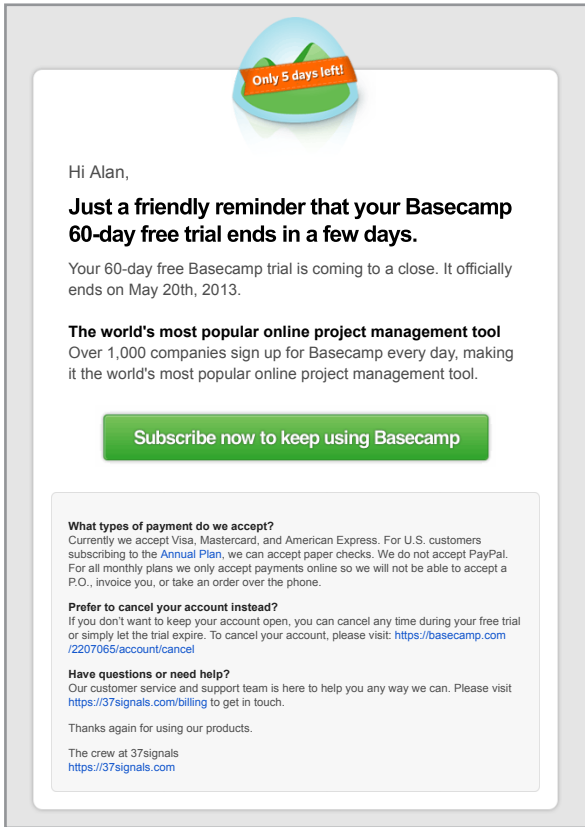 Only 5 days left!
Hi Alan,
Just a friendly reminder that your Basecamp
60-day free trial ends in a few days.
Your 60-day free Basecamp trial is coming to a close. It officially
ends on May 20th, 2013.
The world's most popular online project management tool
Over 1,000 companies sign up for Basecamp every day, making
it the world's most popular online project management tool.
Subscribe now to keep using Basecamp
What types of payment do we accept?
Currently we accept Visa, Mastercard, and American Express. For U.S. customers
subscribing to the Annual Plan, we can accept paper checks. We do not accept PayPal.
For all monthly plans we only accept payments online so we will not be able to accept a
P.O., invoice you, or take an order over the phone.
Prefer to cancel your account instead?
If you don't want to keep your account open, you can cancel any time during your free trial
or simply let the trial expire. To cancel your account, please visit: https://basecamp.com
/2207065/account/cancel
Have questions or need help?
Our customer service and support team is here to help you any way we can. Please visit
https://37signals.com/billing to get in touch.
Thanks again for using our products.
The crew at 37signals
https://37signals.com